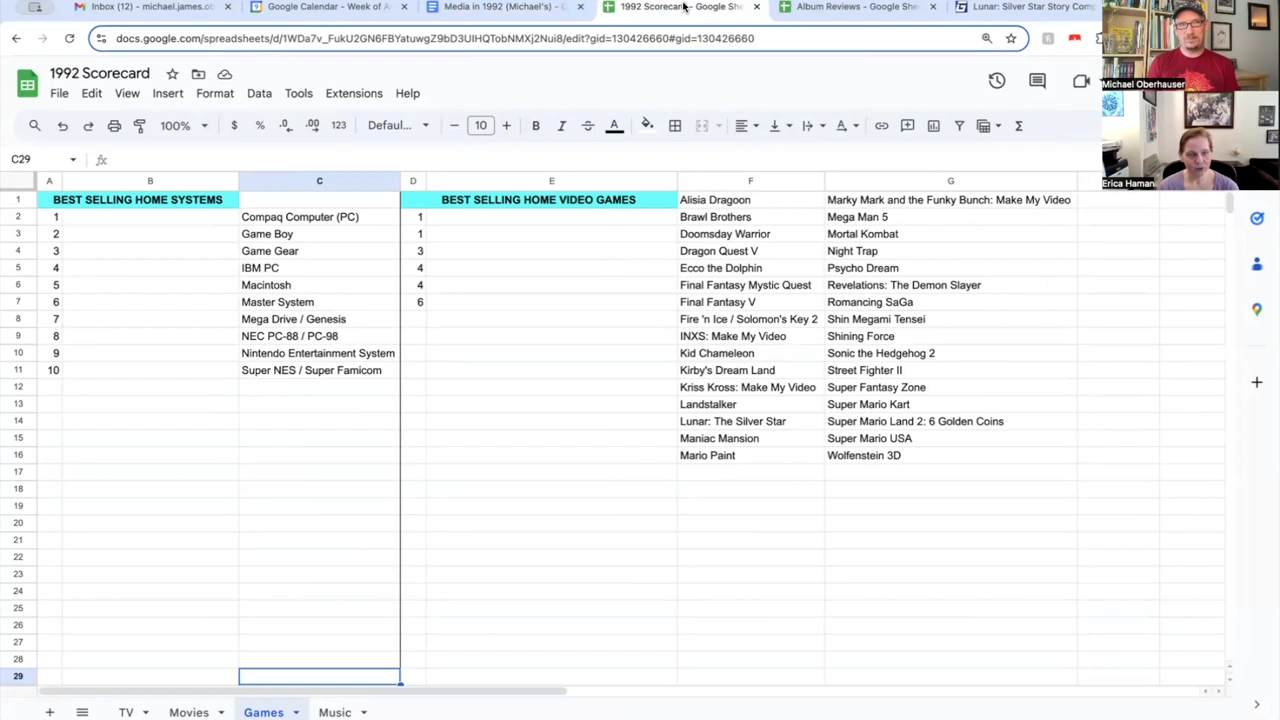 Inbox (12) - michael.james.ob
Google Calendar - Week of A
Media in 1992 (Michael's) - G
1992 Scorecard - Google She
Album Reviews - Google Shee
Lunar: Silver Star Story Comp
docs.google.com/spreadsheets/d/1WDa7v_FukU2GN6FBYatuwgZ9bD3UIHQTobNMXj2Nui8/edit?gid=130426660#gid=130426660
1992 Scorecard
File Edit View Insert Format Data Tools Extensions Help
100% $ % .0 .00 123 Defaul... 10 B I A
C29 fx
A B C D E F G
1 BEST SELLING HOME SYSTEMS BEST SELLING HOME VIDEO GAMES Alisia Dragoon Marky Mark and the Funky Bunch: Make My Video
2 1 Compaq Computer (PC) 1 Brawl Brothers Mega Man 5
3 2 Game Boy 1 Doomsday Warrior Mortal Kombat
4 3 Game Gear 3 Dragon Quest V Night Trap
5 4 IBM PC 4 Ecco the Dolphin Psycho Dream
6 5 Macintosh 4 Final Fantasy Mystic Quest Revelations: The Demon Slayer
7 6 Master System 6 Final Fantasy V Romancing SaGa
8 7 Mega Drive / Genesis Fire 'n Ice / Solomon's Key 2 Shin Megami Tensei
9 8 NEC PC-88 / PC-98 INXS: Make My Video Shining Force
10 9 Nintendo Entertainment System Kid Chameleon Sonic the Hedgehog 2
11 10 Super NES / Super Famicom Kirby's Dream Land Street Fighter II
12 Kriss Kross: Make My Video Super Fantasy Zone
13 Landstalker Super Mario Kart
14 Lunar: The Silver Star Super Mario Land 2: 6 Golden Coins
15 Maniac Mansion Super Mario USA
16 Mario Paint Wolfenstein 3D
17
18
19
20
21
22
23
24
25
26
27
28
29
TV Movies Games Music
Michael Oberhauser
Erica Haman